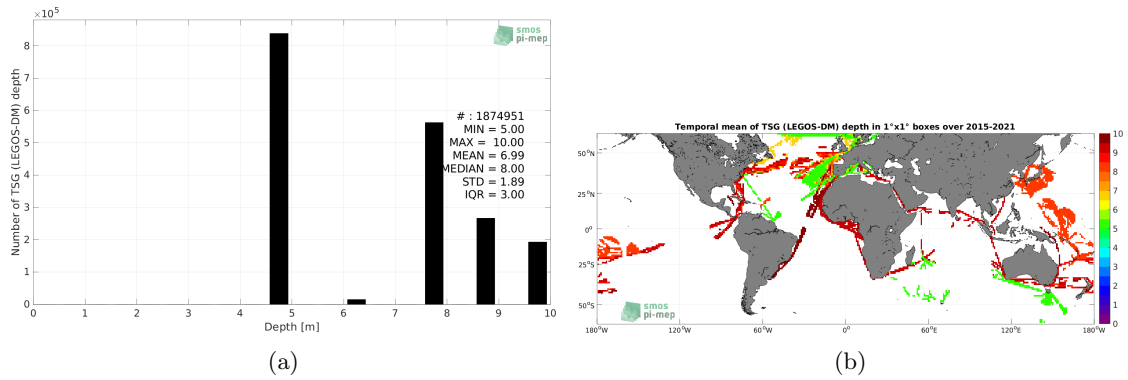 ×10⁵
smos
pi-mep
Number of TSG (LEGOS-DM) depth
8
7
6
5
4
3
2
1
0
# : 1874951
MIN = 5.00
MAX = 10.00
MEAN = 6.99
MEDIAN = 8.00
STD = 1.89
IQR = 3.00
0 1 2 3 4 5 6 7 8 9 10
Depth [m]
(a)
Temporal mean of TSG (LEGOS-DM) depth in 1°x1° boxes over 2015-2021
50°N
25°N
0°
25°S
50°S
180°W 120°W 60°W 0° 60°E 120°E 180°E
10
9
8
7
6
5
4
3
2
1
0
smos
pi-mep
(b)